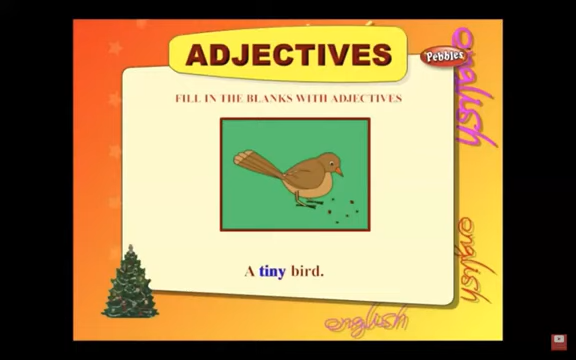 ADJECTIVES
Pebbles
FILL IN THE BLANKS WITH ADJECTIVES
A tiny bird.
english
english
english